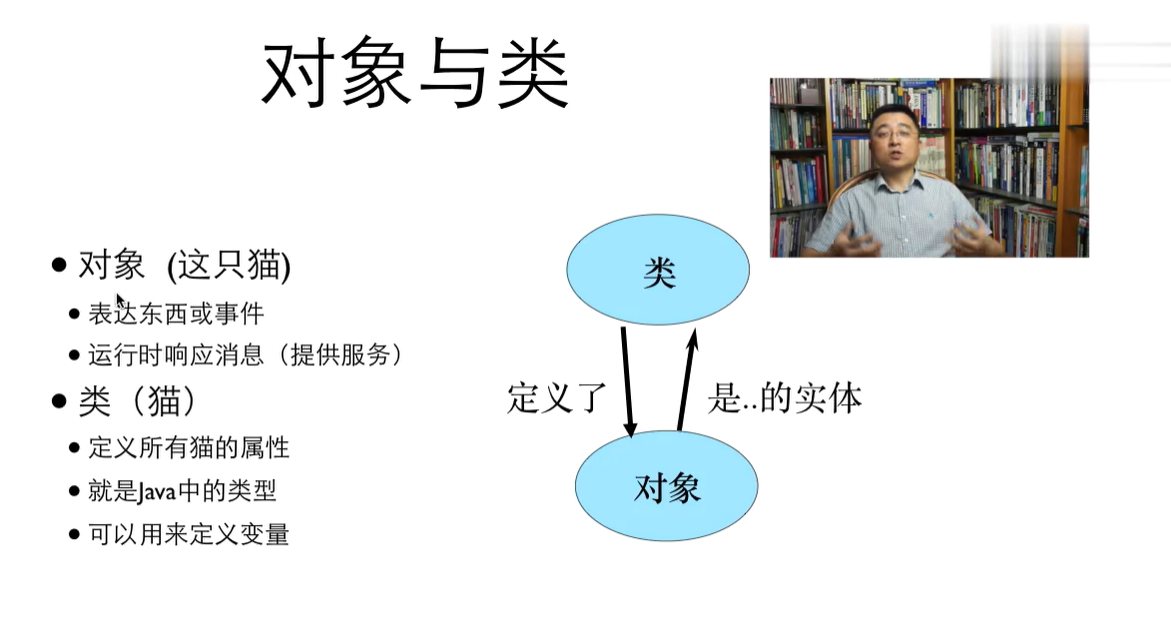 对象与类
对象 (这只猫)
表达东西或事件
运行时响应消息（提供服务）
类（猫）
定义所有猫的属性
就是Java中的类型
可以用来定义变量
类
定义了
是..的实体
对象